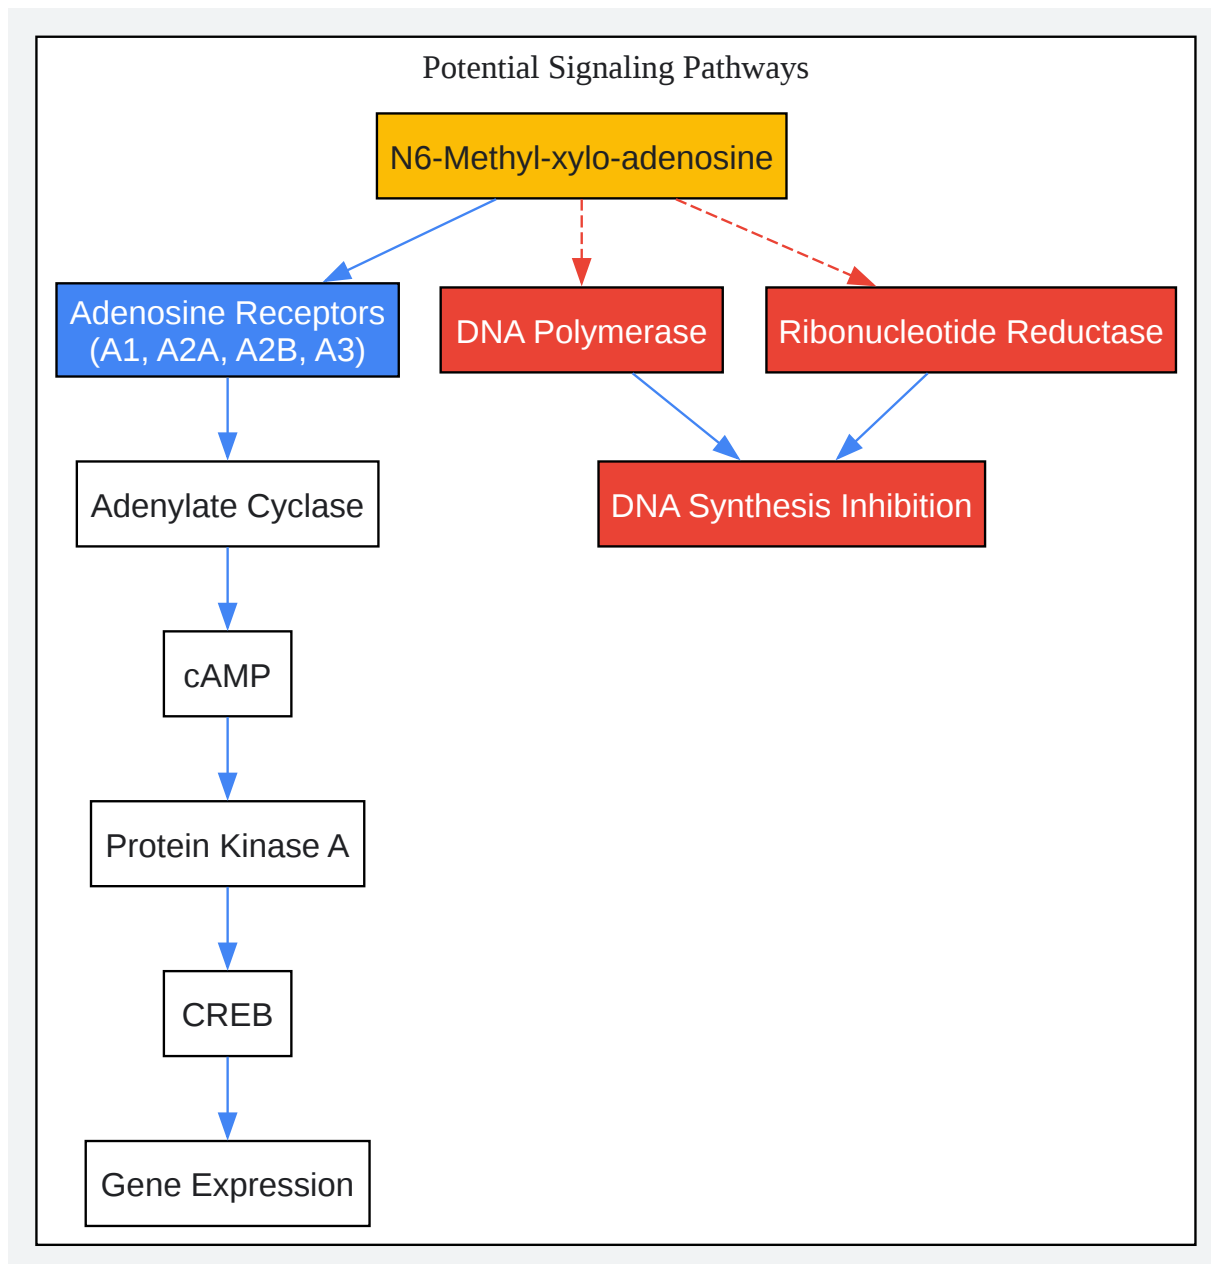 Potential Signaling Pathways
N6-Methyl-xylo-adenosine
Adenosine Receptors
(A1, A2A, A2B, A3)
DNA Polymerase
Ribonucleotide Reductase
Adenylate Cyclase
DNA Synthesis Inhibition
cAMP
Protein Kinase A
CREB
Gene Expression